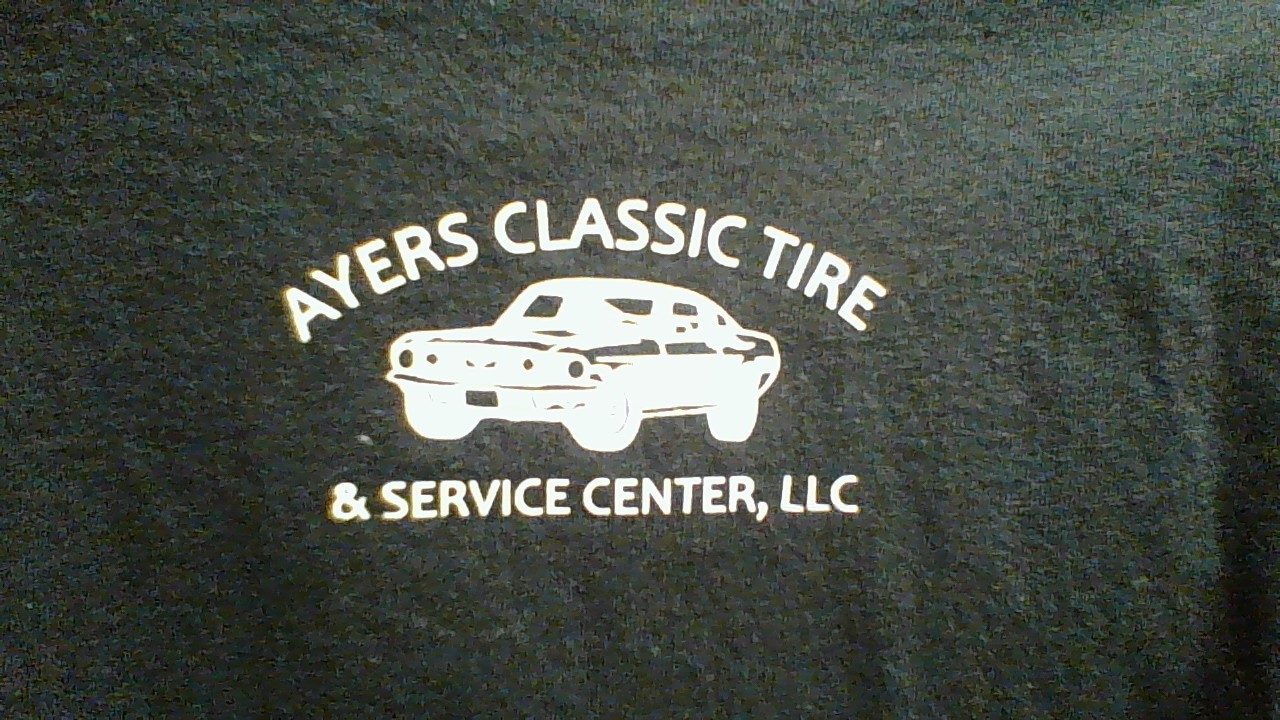 AYERS CLASSIC TIRE
& SERVICE CENTER, LLC